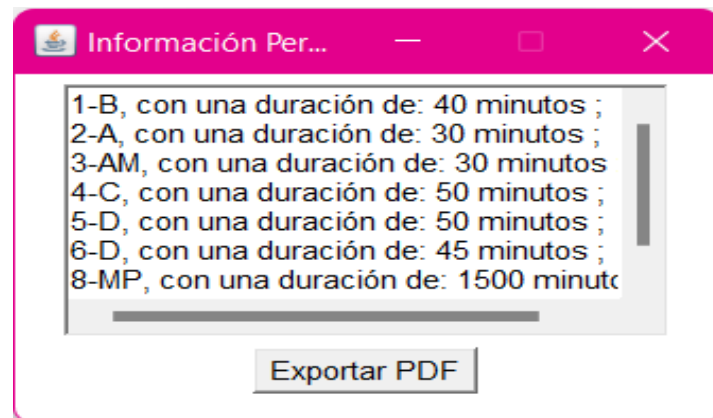 Información Per...
1-B, con una duración de: 40 minutos ;
2-A, con una duración de: 30 minutos ;
3-AM, con una duración de: 30 minutos
4-C, con una duración de: 50 minutos ;
5-D, con una duración de: 50 minutos ;
6-D, con una duración de: 45 minutos ;
8-MP, con una duración de: 1500 minutc
Exportar PDF